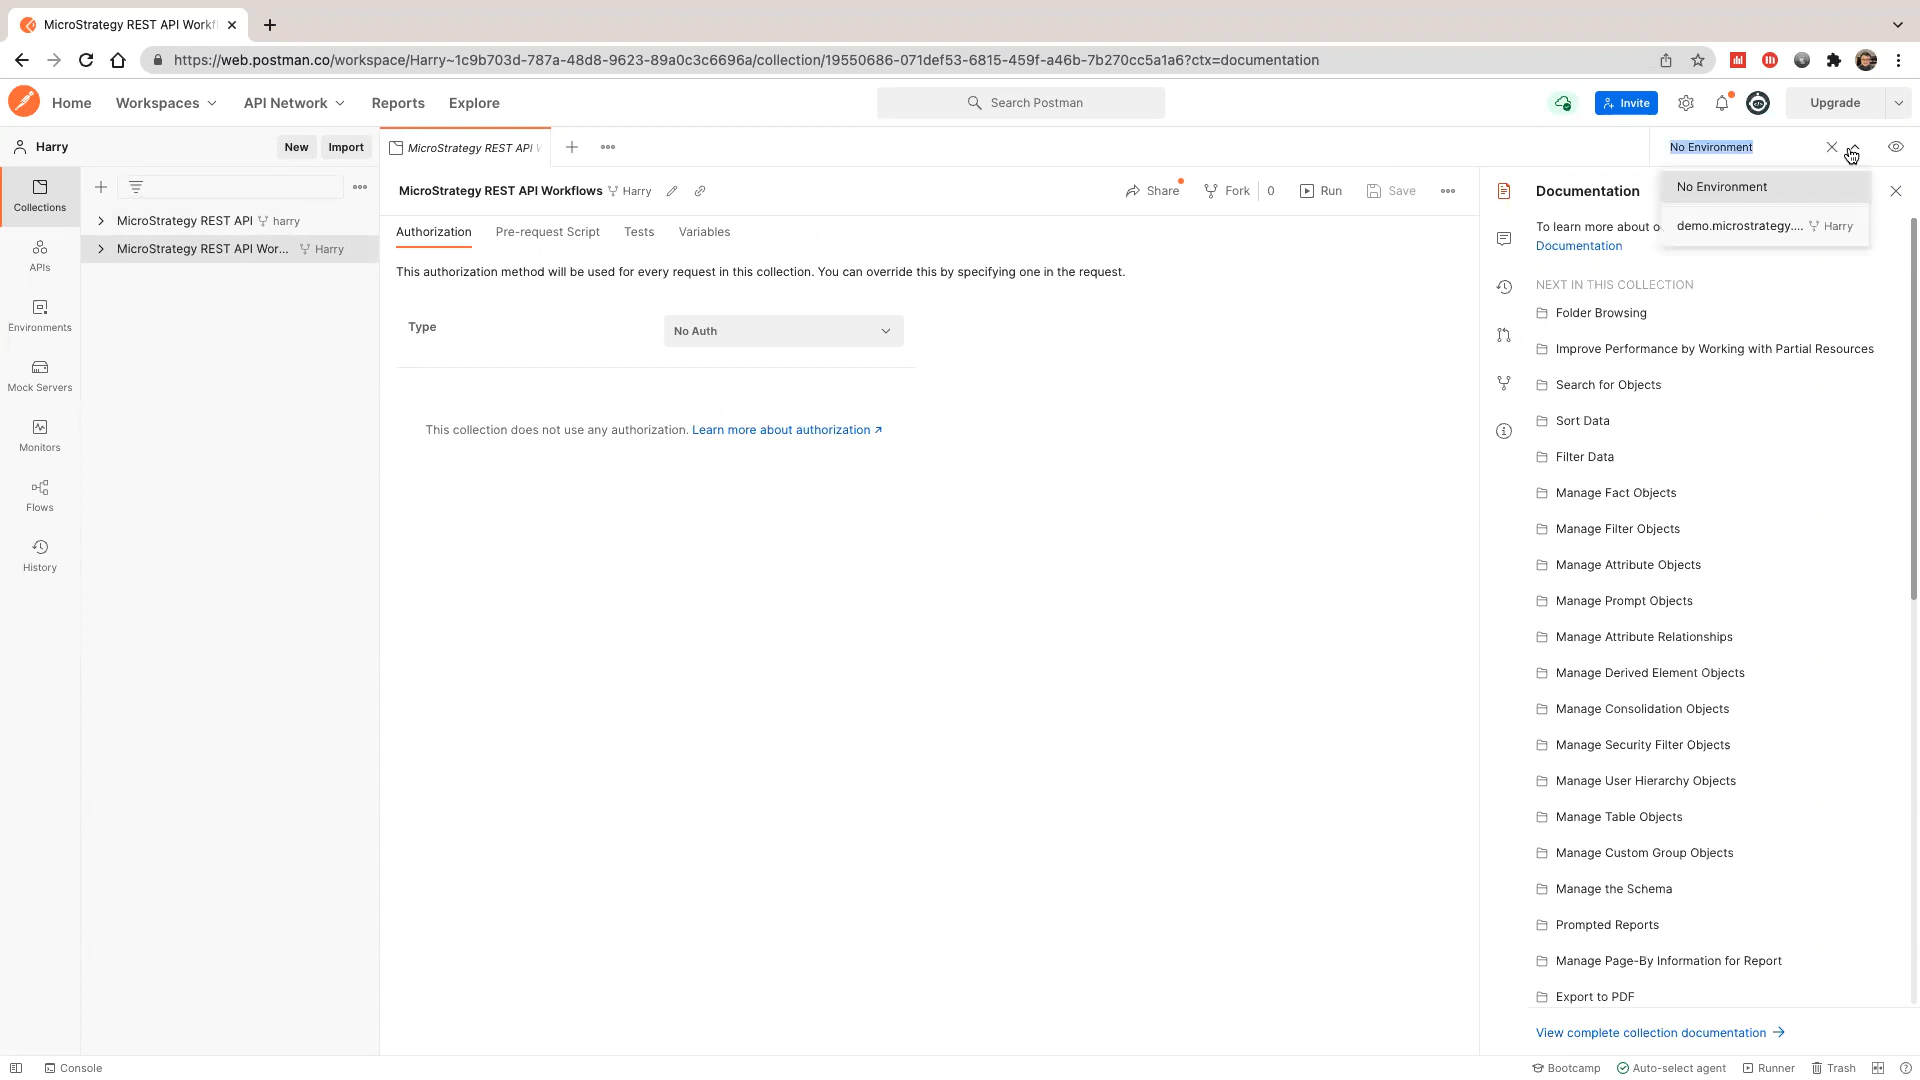 MicroStrategy REST API Workfl
https://web.postman.co/workspace/Harry~1c9b703d-787a-48d8-9623-89a0c3c6696a/collection/19550686-071def53-6815-459f-a46b-7b270cc5a1a6?ctx=documentation
Home
Workspaces
API Network
Reports
Explore
Search Postman
Invite
Upgrade
Harry
New
Import
MicroStrategy REST API W
No Environment
Collections
APIs
Environments
Mock Servers
Monitors
Flows
History
MicroStrategy REST API harry
MicroStrategy REST API Wor... Harry
MicroStrategy REST API Workflows Harry
Share
Fork 0
Run
Save
Authorization
Pre-request Script
Tests
Variables
This authorization method will be used for every request in this collection. You can override this by specifying one in the request.
Type
No Auth
This collection does not use any authorization. Learn more about authorization ↗
No Environment
demo.microstrategy.... Harry
Documentation
To learn more about
Documentation
NEXT IN THIS COLLECTION
Folder Browsing
Improve Performance by Working with Partial Resources
Search for Objects
Sort Data
Filter Data
Manage Fact Objects
Manage Filter Objects
Manage Attribute Objects
Manage Prompt Objects
Manage Attribute Relationships
Manage Derived Element Objects
Manage Consolidation Objects
Manage Security Filter Objects
Manage User Hierarchy Objects
Manage Table Objects
Manage Custom Group Objects
Manage the Schema
Prompted Reports
Manage Page-By Information for Report
Export to PDF
View complete collection documentation →
Console
Bootcamp
Auto-select agent
Runner
Trash